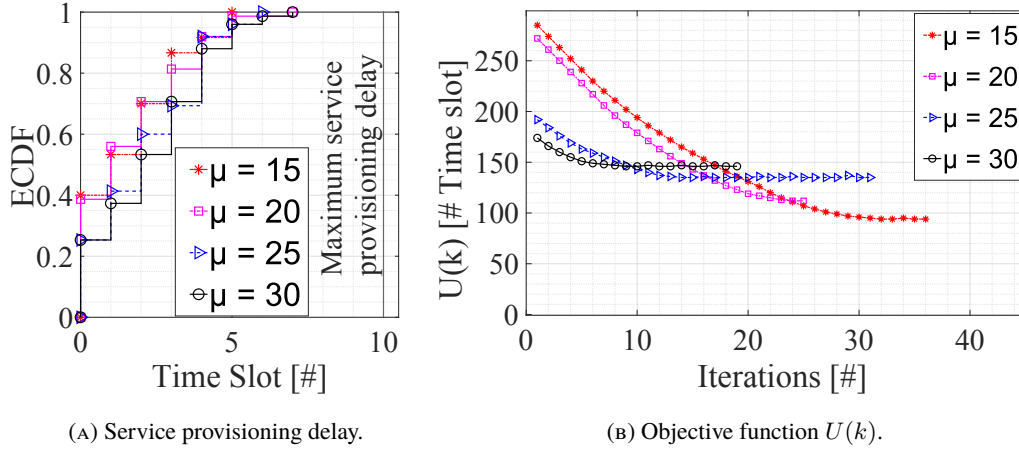 1
0.8
0.6
0.4
0.2
0
ECDF
0
5
10
Time Slot [#]
μ = 15
μ = 20
μ = 25
μ = 30
Maximum service
provisioning delay
(A) Service provisioning delay.
250
200
150
100
50
0
U(k) [# Time slot]
0
10
20
30
40
Iterations [#]
μ = 15
μ = 20
μ = 25
μ = 30
(B) Objective function U(k).